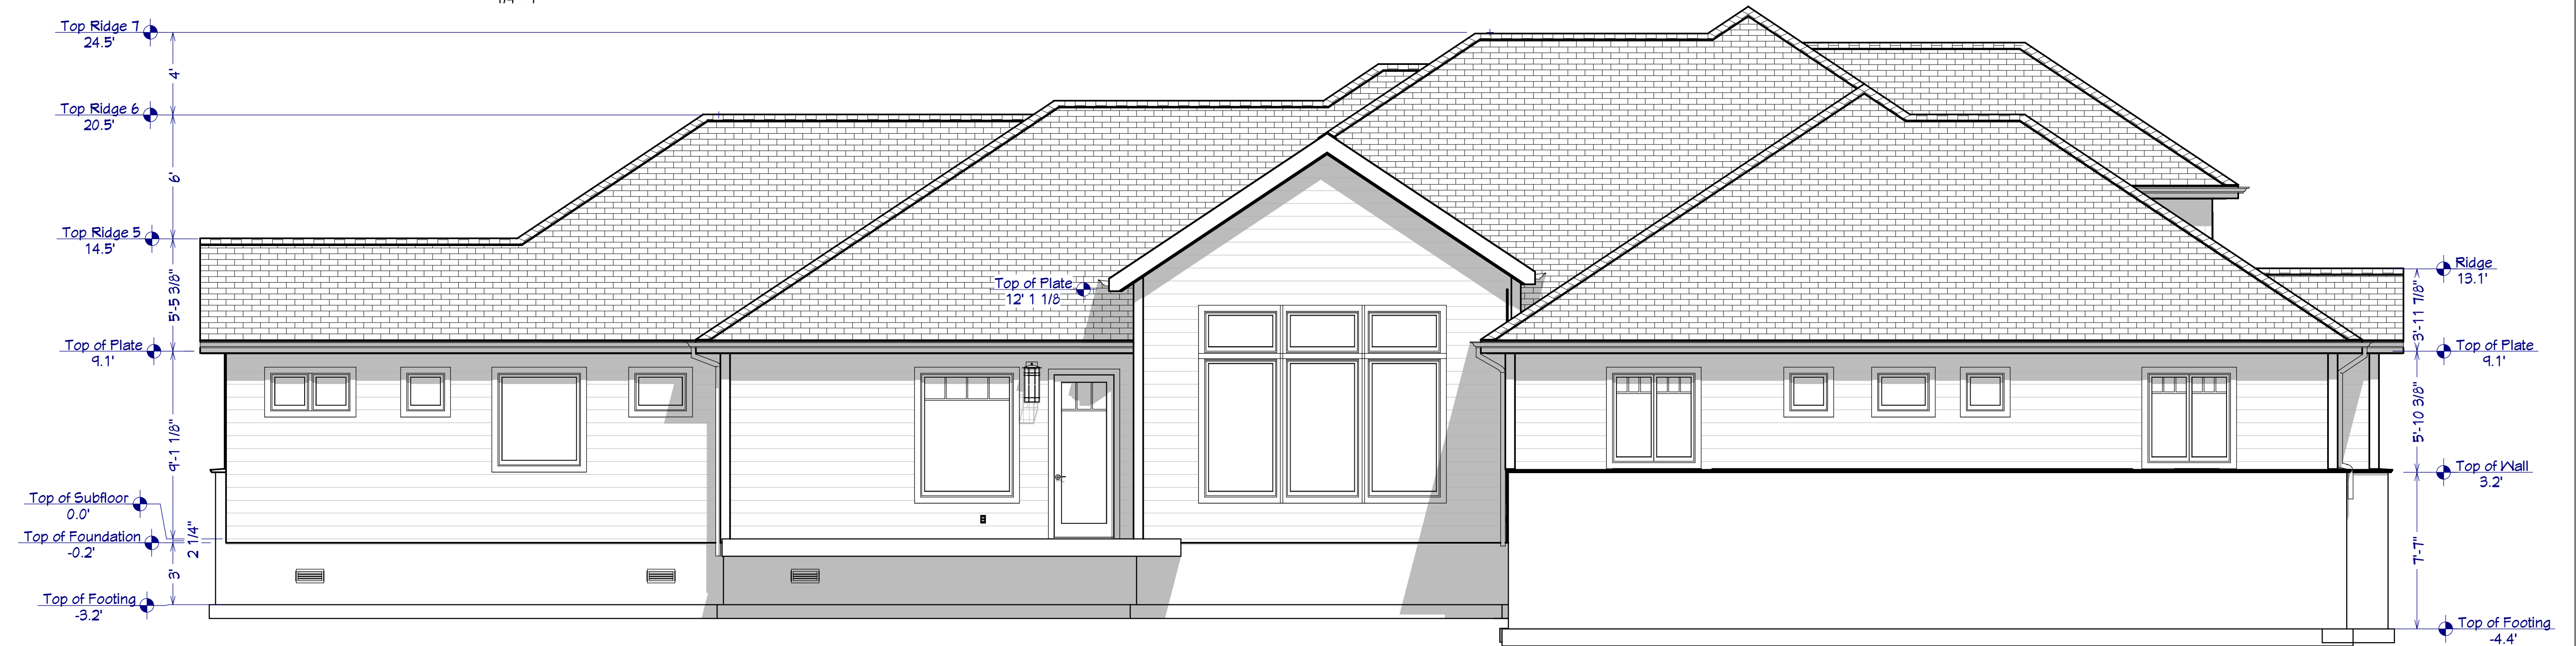 Top Ridge 7
24.5'
4'
Top Ridge 6
20.5'
6'
Top Ridge 5
14.5'
5'-5 3/8"
Top of Plate
9.1'
9'-1 1/8"
Top of Subfloor
0.0'
Top of Foundation
-0.2'
2 1/4"
3'
Top of Footing
-3.2'
Top of Plate
12' 1 1/8
Ridge
13.1'
3'-11 7/8"
Top of Plate
9.1'
5'-10 3/8"
Top of Wall
3.2'
7'-7"
Top of Footing
-4.4'